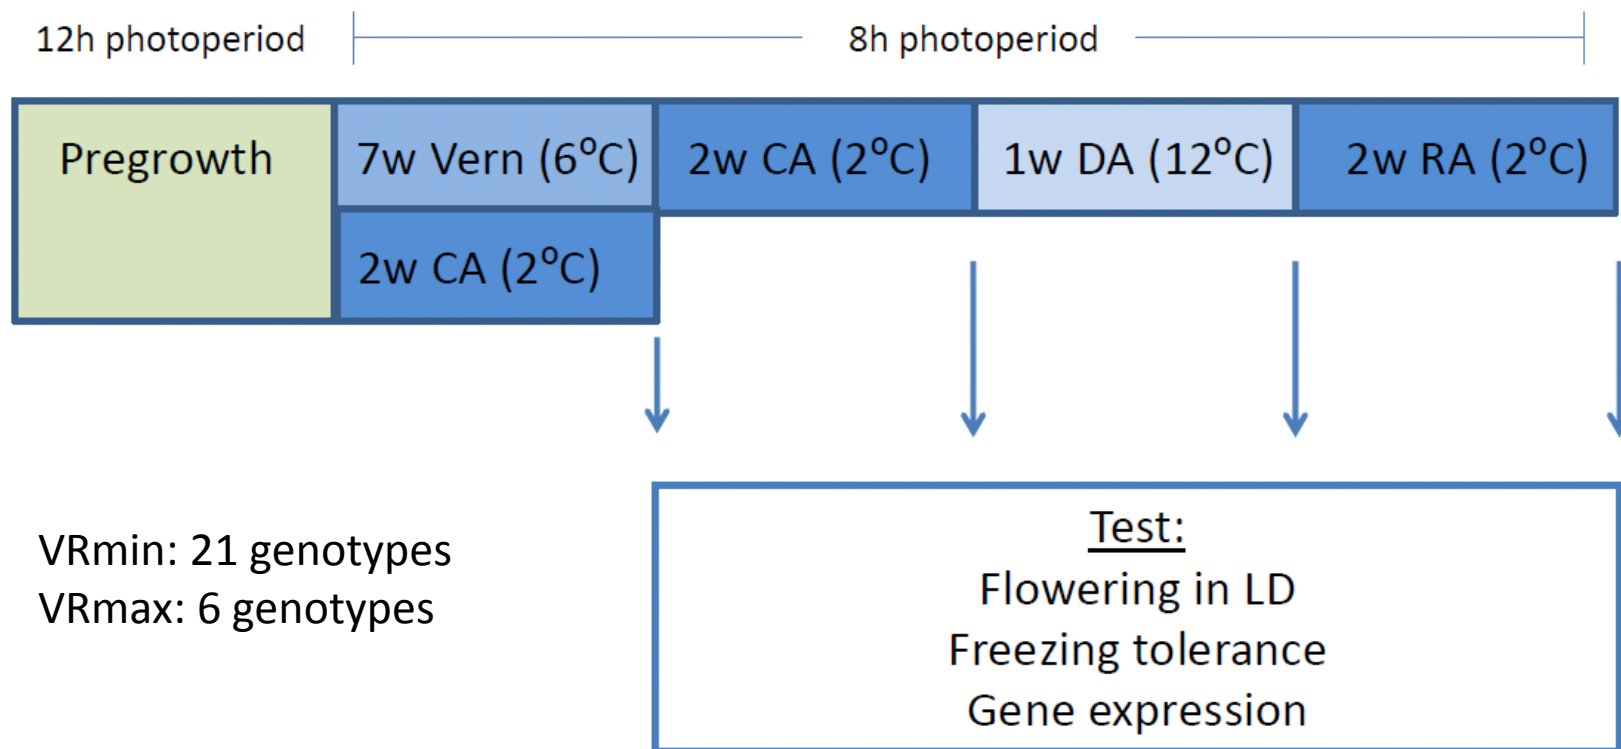 12h photoperiod
8h photoperiod
Pregrowth
7w Vern (6°C)
2w CA (2°C)
1w DA (12°C)
2w RA (2°C)
2w CA (2°C)
VRmin: 21 genotypes
VRmax: 6 genotypes
Test:
Flowering in LD
Freezing tolerance
Gene expression